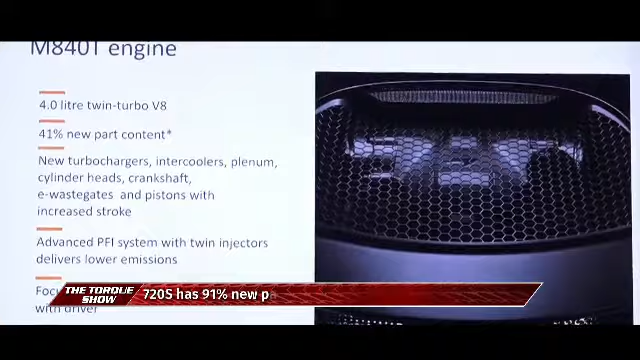 M840T engine
4.0 litre twin-turbo V8
41% new part content*
New turbochargers, intercoolers, plenum,
cylinder heads, crankshaft,
e-wastegates and pistons with
increased stroke
Advanced PFI system with twin injectors
delivers lower emissions
with driver
THE TORQUE
SHOW
720S has 91% new p